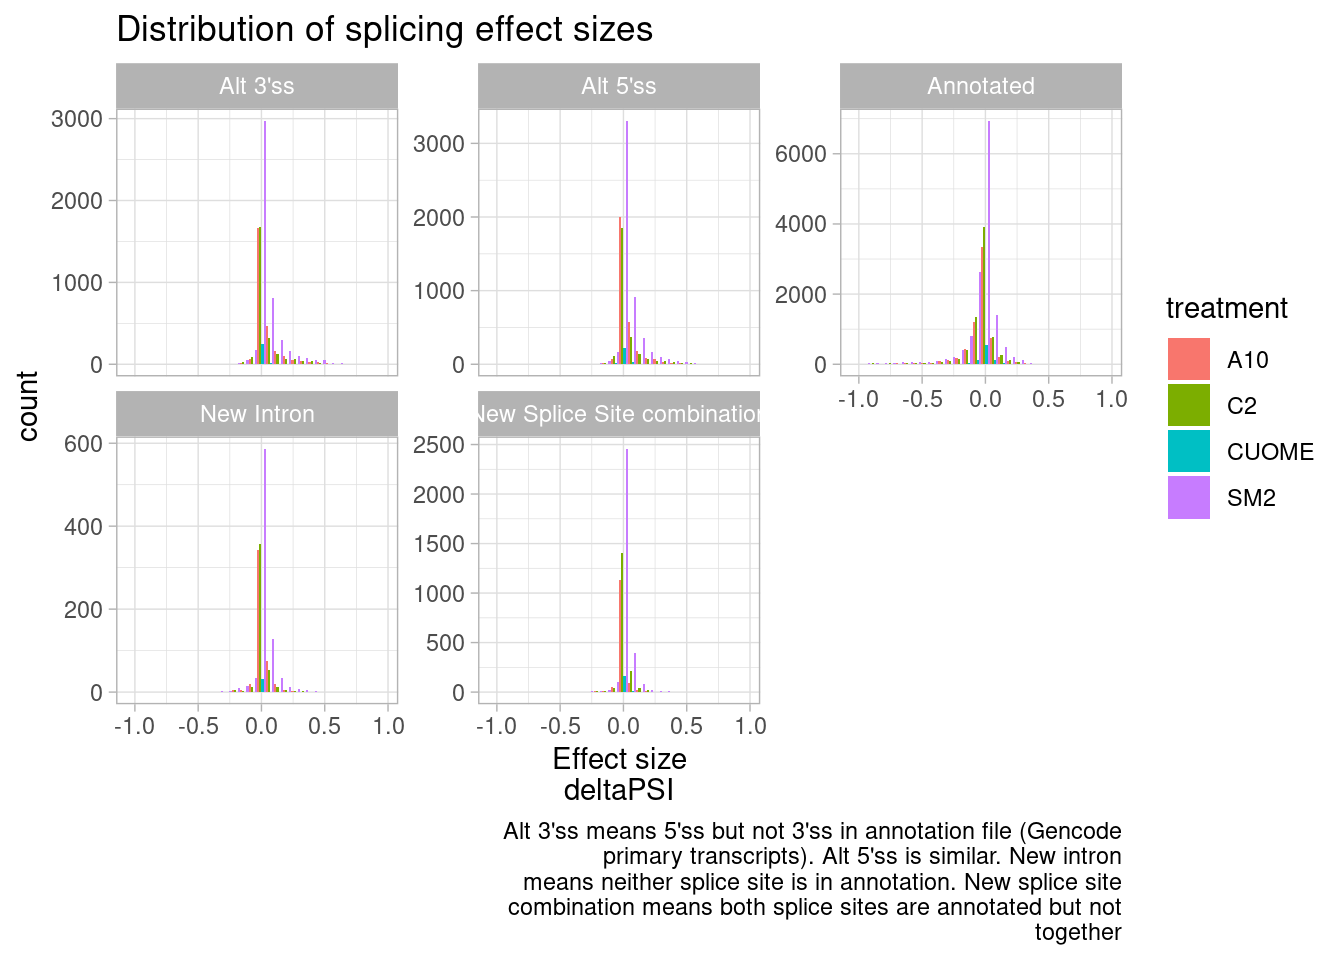 Distribution of splicing effect sizes
Alt 3'ss
Alt 5'ss
Annotated
3000
2000
1000
0
3000
2000
1000
0
6000
4000
2000
0
-1.0 -0.5 0.0 0.5 1.0
count
New Intron
New Splice Site combination
600
400
200
0
2500
2000
1500
1000
500
0
-1.0 -0.5 0.0 0.5 1.0
-1.0 -0.5 0.0 0.5 1.0
Effect size
deltaPSI
treatment
A10
C2
CUOME
SM2
Alt 3'ss means 5'ss but not 3'ss in annotation file (Gencode
primary transcripts). Alt 5'ss is similar. New intron
means neither splice site is in annotation. New splice site
combination means both splice sites are annotated but not
together